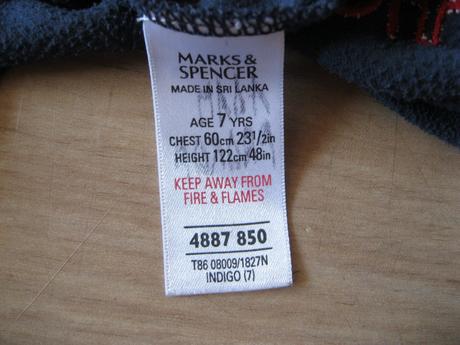 MARKS &
SPENCER
MADE IN SRI LANKA
AGE 7 YRS
CHEST 60cm 23½in
HEIGHT 122cm 48in
KEEP AWAY FROM
FIRE & FLAMES
4887 850
T86 08009/1827N
INDIGO (7)